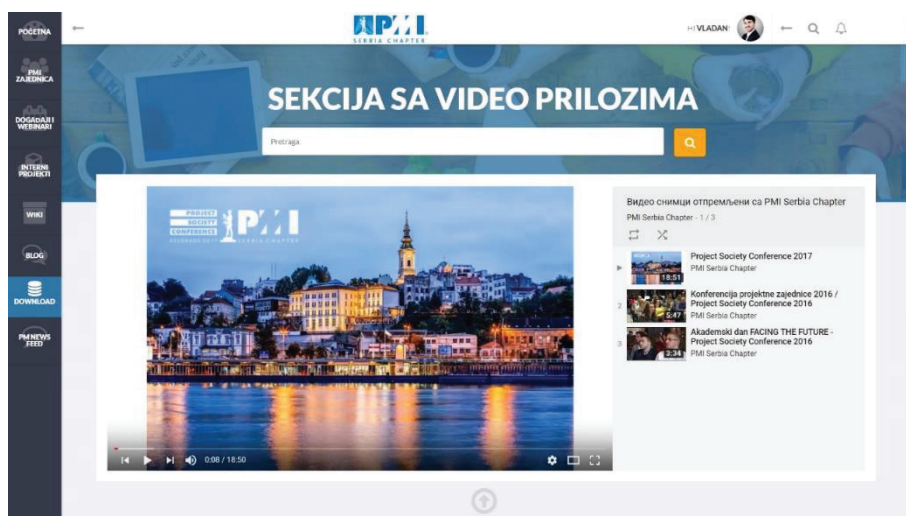 POČETNA
PMI
ZAJEDNICA
DOGAĐAJI I
WEBINARI
INTERNI
PROJEKTI
WIKI
BLOG
DOWNLOAD
PM NEWS
FEED
PMI
SERBIA CHAPTER
HI VLADAN!
SEKCIJA SA VIDEO PRILOZIMA
Pretraga
PROJECT
SOCIETY
CONFERENCE
BELGRADE 2017
PMI
SERBIA CHAPTER
0:08 / 18:50
Видео снимци отпремљени са PMI Serbia Chapter
PMI Serbia Chapter - 1 / 3
18:51
Project Society Conference 2017
PMI Serbia Chapter
2
5:47
Konferencija projektne zajednice 2016 /
Project Society Conference 2016
PMI Serbia Chapter
3
3:34
Akademski dan FACING THE FUTURE -
Project Society Conference 2016
PMI Serbia Chapter